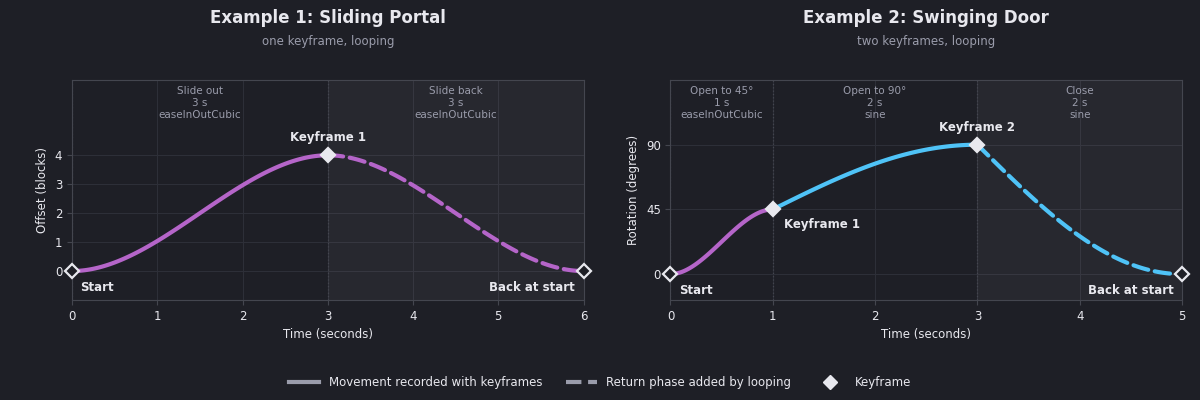 Example 1: Sliding Portal
one keyframe, looping
Slide out
3 s
easeInOutCubic
Slide back
3 s
easeInOutCubic
Keyframe 1
Offset (blocks)
4
3
2
1
0
Start
Back at start
0 1 2 3 4 5 6
Time (seconds)
Example 2: Swinging Door
two keyframes, looping
Open to 45°
1 s
easeInOutCubic
Open to 90°
2 s
sine
Close
2 s
sine
Keyframe 2
Keyframe 1
Rotation (degrees)
90
45
0
Start
Back at start
0 1 2 3 4 5
Time (seconds)
Movement recorded with keyframes
Return phase added by looping
Keyframe